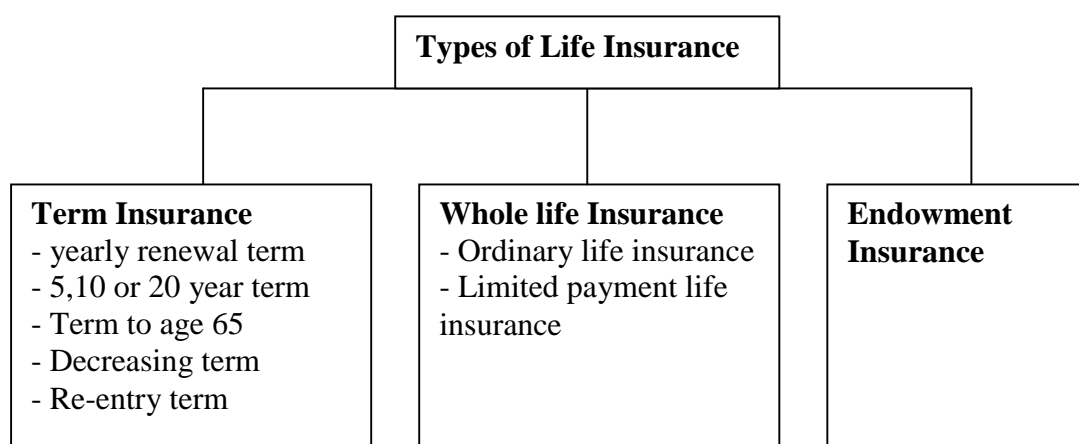 Types of Life Insurance
Term Insurance
- yearly renewal term
- 5,10 or 20 year term
- Term to age 65
- Decreasing term
- Re-entry term
Whole life Insurance
- Ordinary life insurance
- Limited payment life
insurance
Endowment
Insurance